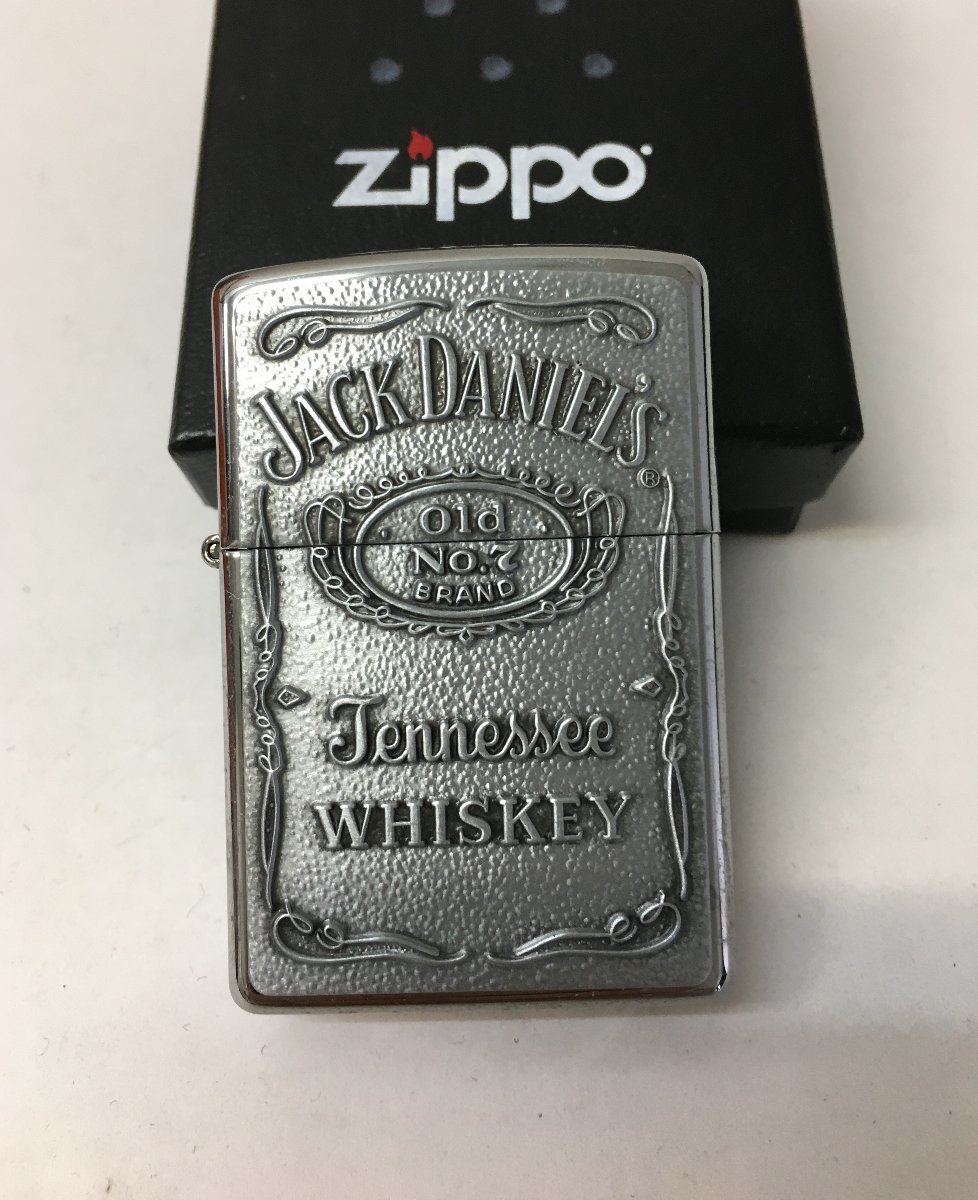 zippo
JACK DANIEL'S®
Old
No.7
BRAND
Tennessee
WHISKEY